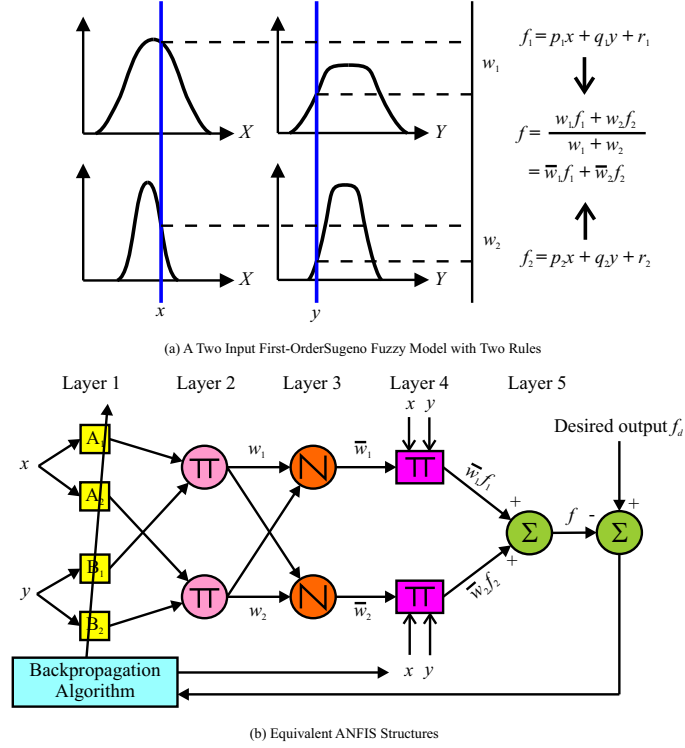 f₁ = p₁x + q₁y + r₁
w₁
X
Y
f = w₁f₁ + w₂f₂ / w₁ + w₂
= w̅₁f₁ + w̅₂f₂
w₂
f₂ = p₂x + q₂y + r₂
X
Y
x
y
(a) A Two Input First-OrderSugeno Fuzzy Model with Two Rules
Layer 1
Layer 2
Layer 3
Layer 4
Layer 5
x y
Desired output f_d
A₁
w₁
w̅₁
∏
N
∏
w̅₁f₁
+
x
A₂
f
-
+
Σ
Σ
y
B₁
+
w̅₂f₂
∏
N
∏
B₂
w₂
w̅₂
x y
Backpropagation
Algorithm
(b) Equivalent ANFIS Structures